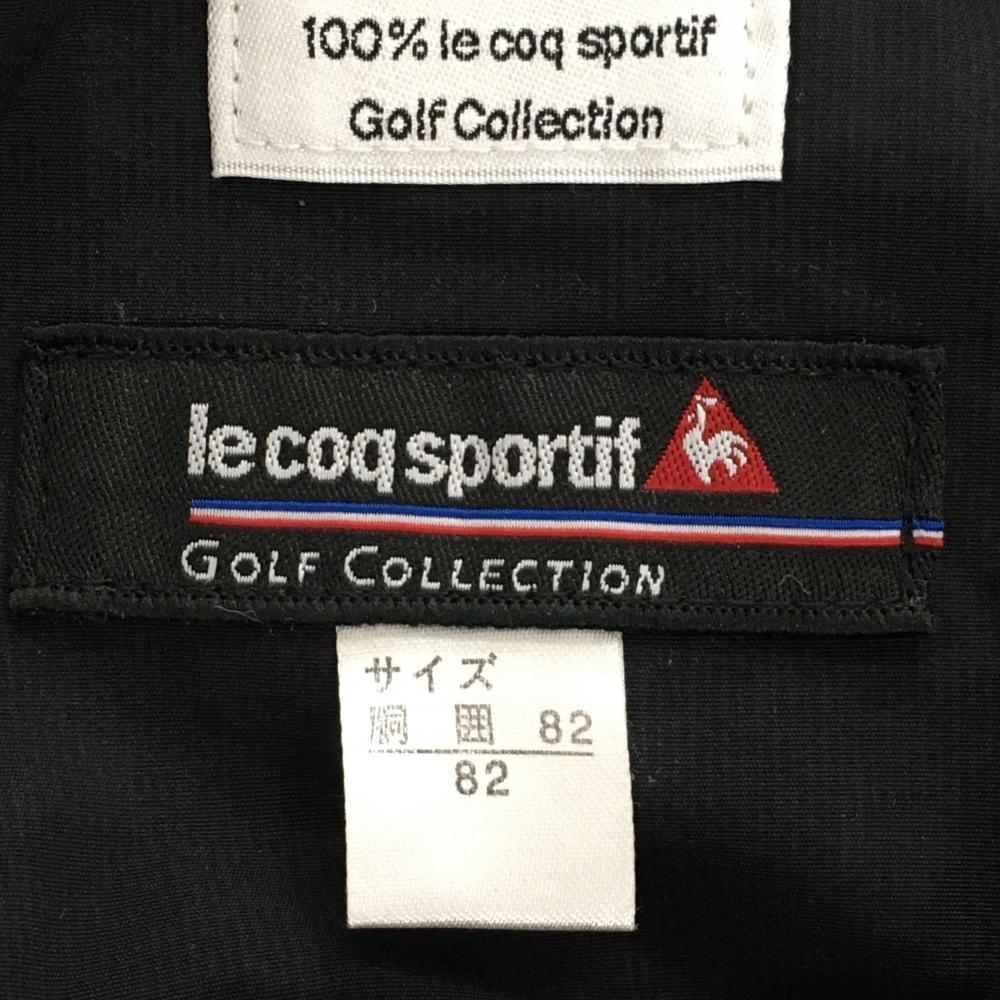 100% le coq sportif
Golf Collection
le coq sportif
GOLF COLLECTION
サイズ
胴囲 82
82